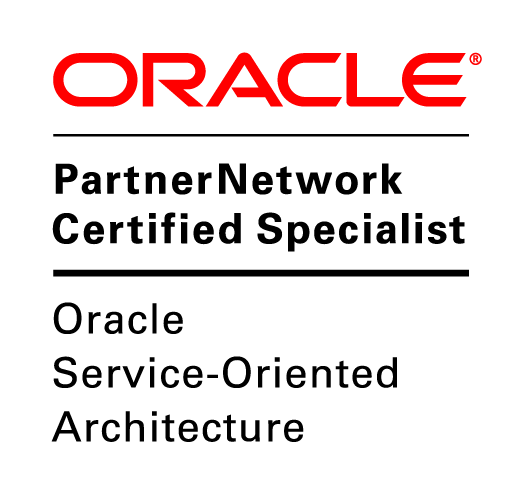 ORACLE®
PartnerNetwork
Certified Specialist
Oracle
Service-Oriented
Architecture